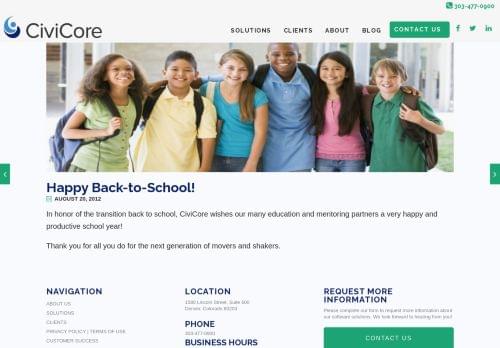 303-477-0900
CiviCore
SOLUTIONS CLIENTS ABOUT BLOG CONTACT US
Happy Back-to-School!
AUGUST 20, 2012
In honor of the transition back to school, CiviCore wishes our many education and mentoring partners a very happy and
productive school year!
Thank you for all you do for the next generation of movers and shakers.
NAVIGATION
ABOUT US
SOLUTIONS
CLIENTS
PRIVACY POLICY | TERMS OF USE
CUSTOMER SUCCESS
LOCATION
1580 Lincoln Street, Suite 600
Denver, Colorado 80203
PHONE
303-477-0900
BUSINESS HOURS
REQUEST MORE
INFORMATION
Please complete our form to request more information about
our software solutions. We look forward to hearing from you!
CONTACT US